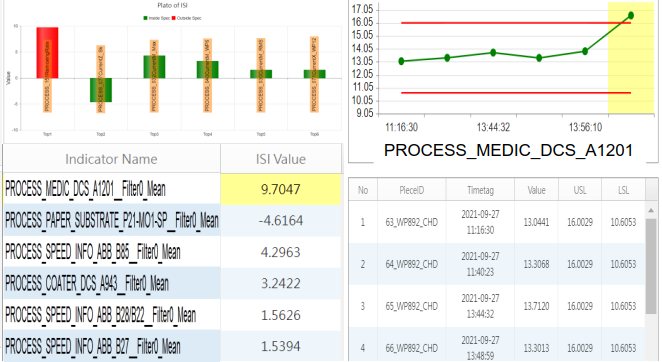 Plato of ISI
Inside Spec Outside Spec
Value
10
5
0
-5
-10
Top1 Top2 Top3 Top4 Top5 Top6
Indicator Name ISI Value
PROCESS_MEDIC_DCS_A1201_Filter0_Mean 9.7047
PROCESS_PAPER_SUBSTRATE_P21-MO1-SP_Filter0_Mean -4.6164
PROCESS_SPEED_INFO_ABB_B85_Filter0_Mean 4.2963
PROCESS_COATER_DCS_A943_Filter0_Mean 3.2422
PROCESS_SPEED_INFO_ABB_B28/B22_Filter0_Mean 1.5626
PROCESS_SPEED_INFO_ABB_B27_Filter0_Mean 1.5394
17.05
16.05
15.05
14.05
13.05
12.05
11.05
10.05
9.05
11:16:30 13:44:32 13:56:10
PROCESS_MEDIC_DCS_A1201
No PieceID Timetag Value USL LSL
1 63_WP892_CHD 2021-09-27 11:16:30 13.0441 16.0029 10.6053
2 64_WP892_CHD 2021-09-27 11:40:23 13.3068 16.0029 10.6053
3 65_WP892_CHD 2021-09-27 13:44:32 13.7120 16.0029 10.6053
4 66_WP892_CHD 2021-09-27 13:48:59 13.3013 16.0029 10.6053